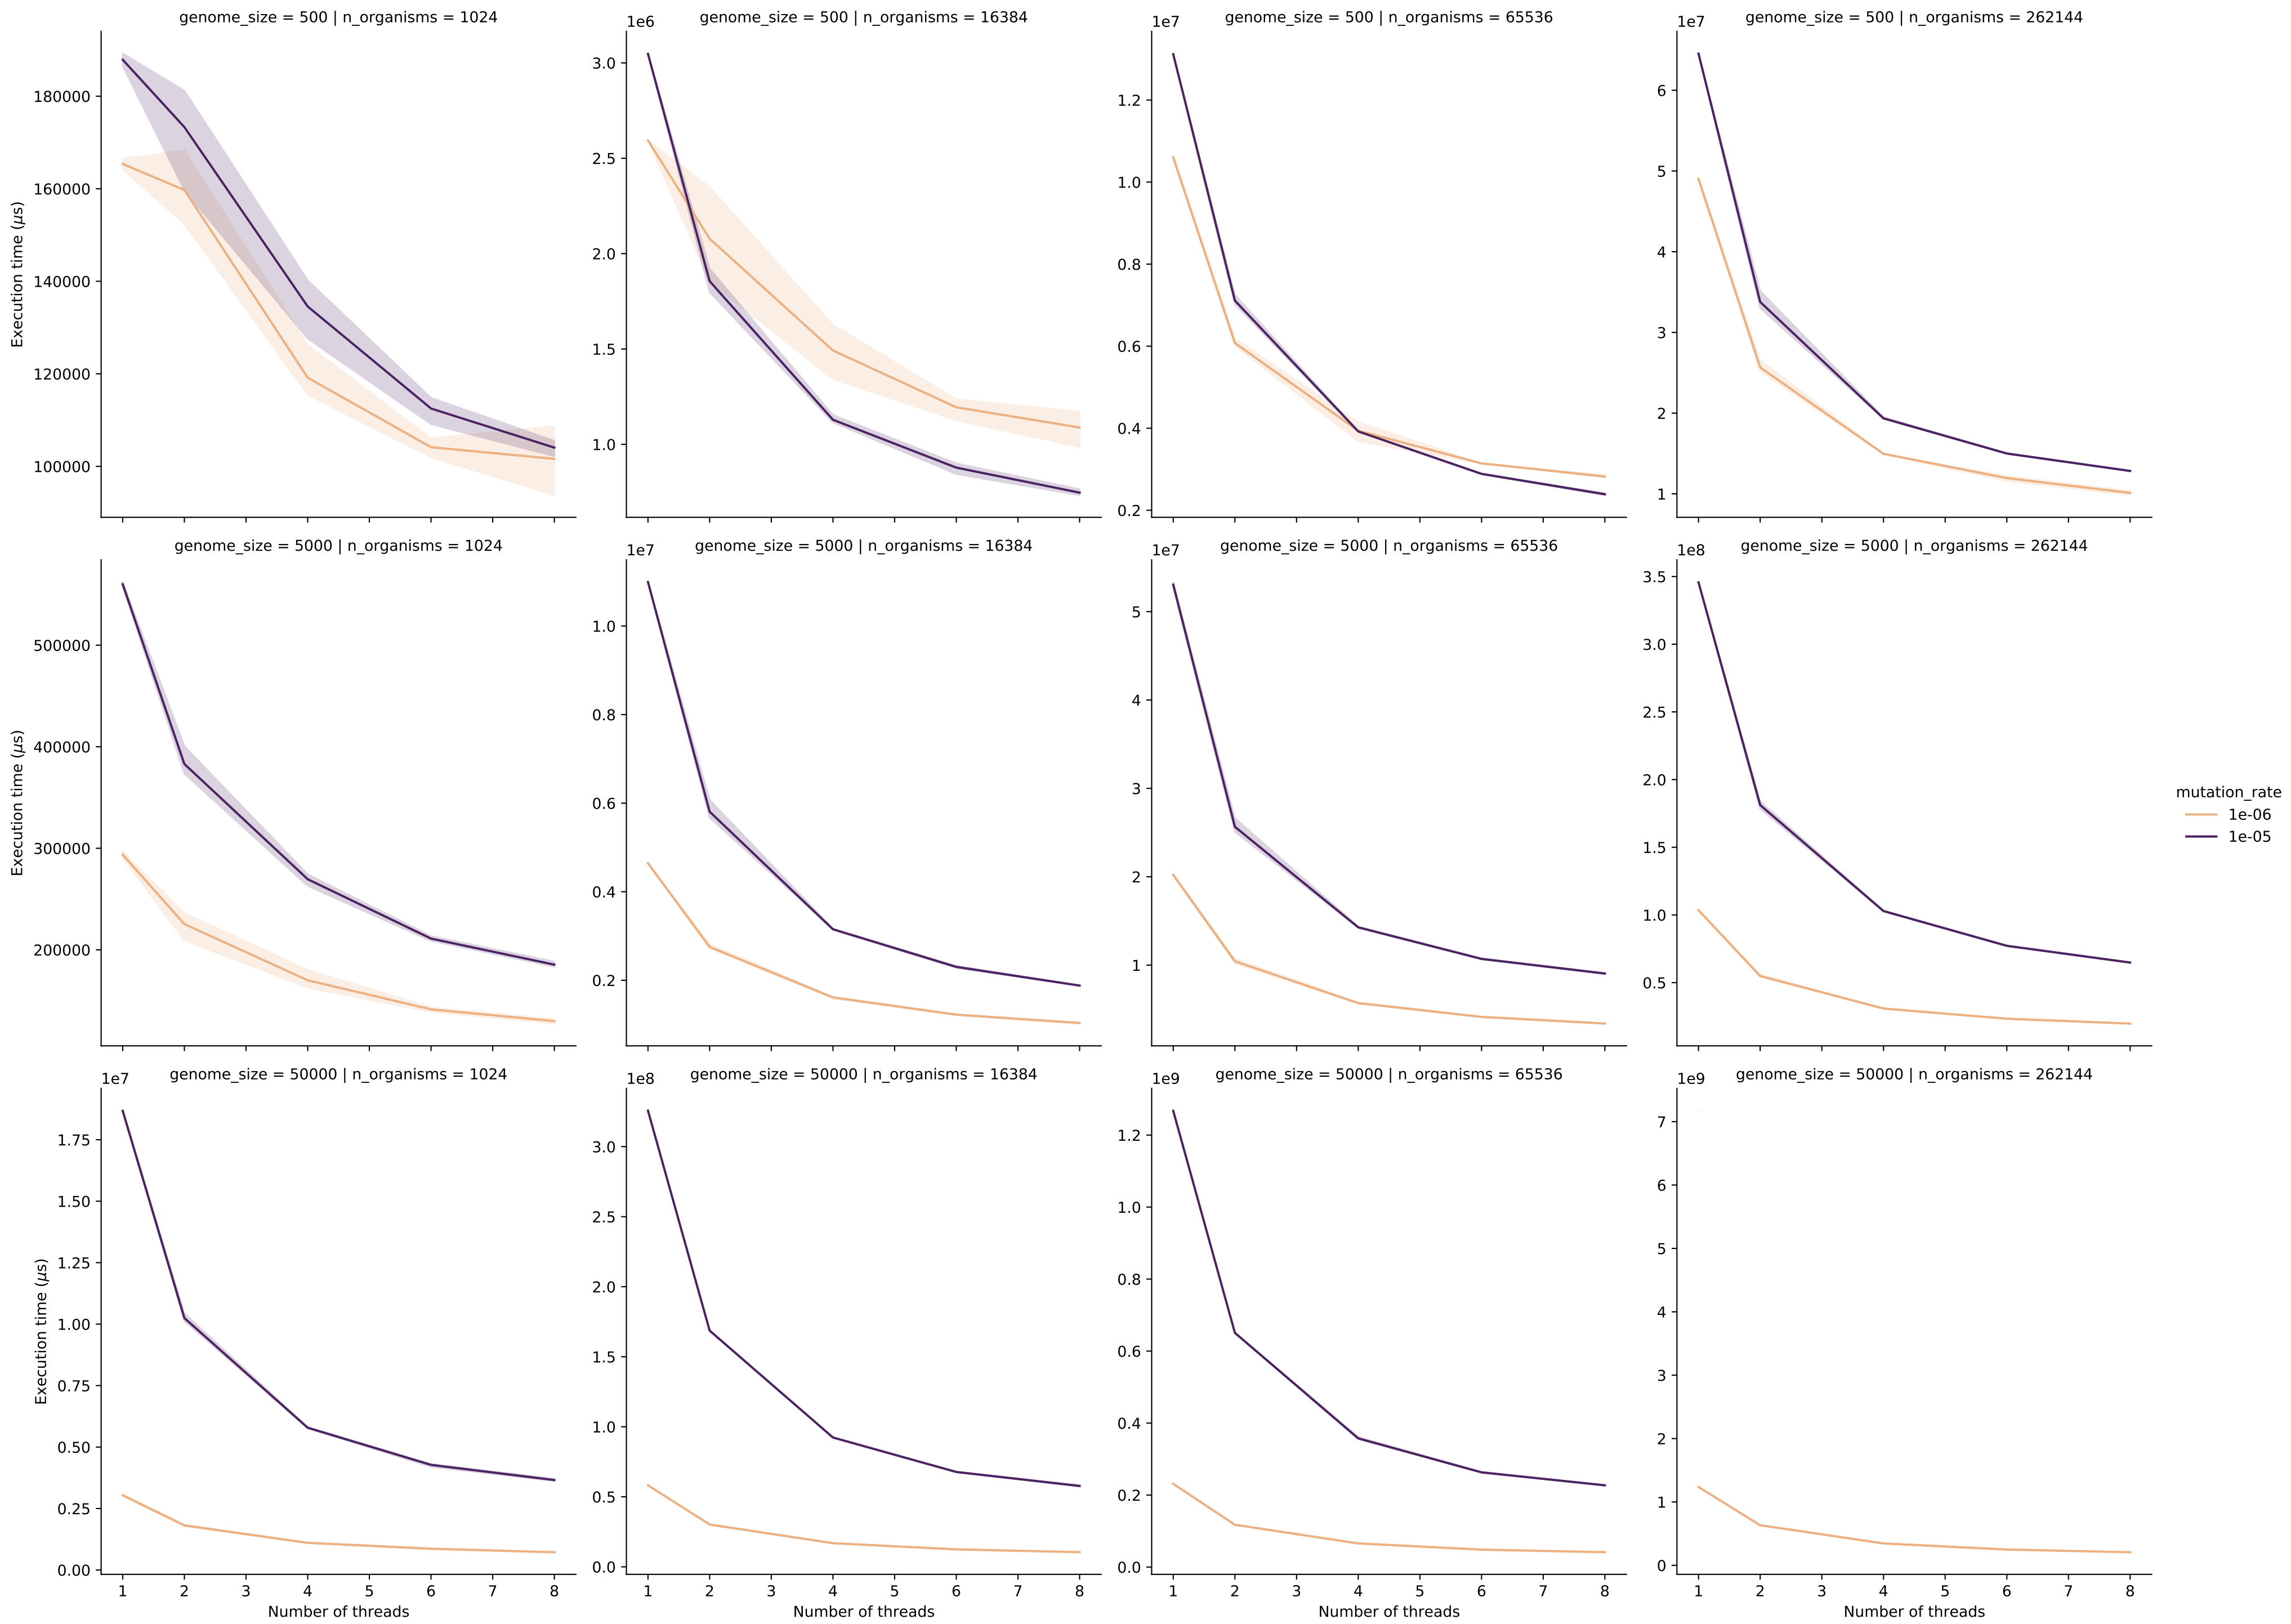 genome_size = 500 | n_organisms = 1024
1e6
genome_size = 500 | n_organisms = 16384
1e7
genome_size = 500 | n_organisms = 65536
1e7
genome_size = 500 | n_organisms = 262144
Execution time (µs)
180000
160000
140000
120000
100000
3.0
2.5
2.0
1.5
1.0
1.2
1.0
0.8
0.6
0.4
0.2
6
5
4
3
2
1
genome_size = 5000 | n_organisms = 1024
1e7
genome_size = 5000 | n_organisms = 16384
1e7
genome_size = 5000 | n_organisms = 65536
1e8
genome_size = 5000 | n_organisms = 262144
Execution time (µs)
500000
400000
300000
200000
1.0
0.8
0.6
0.4
0.2
5
4
3
2
1
3.5
3.0
2.5
2.0
1.5
1.0
0.5
mutation_rate
1e-06
1e-05
1e7
genome_size = 50000 | n_organisms = 1024
1e8
genome_size = 50000 | n_organisms = 16384
1e9
genome_size = 50000 | n_organisms = 65536
1e9
genome_size = 50000 | n_organisms = 262144
Execution time (µs)
1.75
1.50
1.25
1.00
0.75
0.50
0.25
0.00
3.0
2.5
2.0
1.5
1.0
0.5
0.0
1.2
1.0
0.8
0.6
0.4
0.2
0.0
7
6
5
4
3
2
1
0
1 2 3 4 5 6 7 8
1 2 3 4 5 6 7 8
1 2 3 4 5 6 7 8
1 2 3 4 5 6 7 8
Number of threads
Number of threads
Number of threads
Number of threads